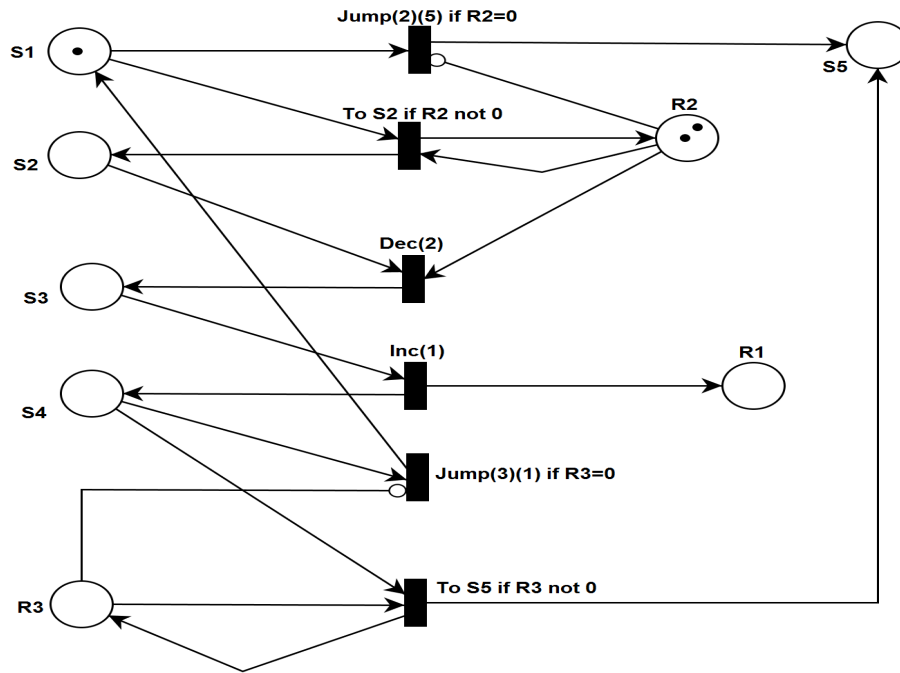 Jump(2)(5) if R2=0
S1
S5
R2
To S2 if R2 not 0
S2
Dec(2)
S3
Inc(1)
R1
S4
Jump(3)(1) if R3=0
To S5 if R3 not 0
R3